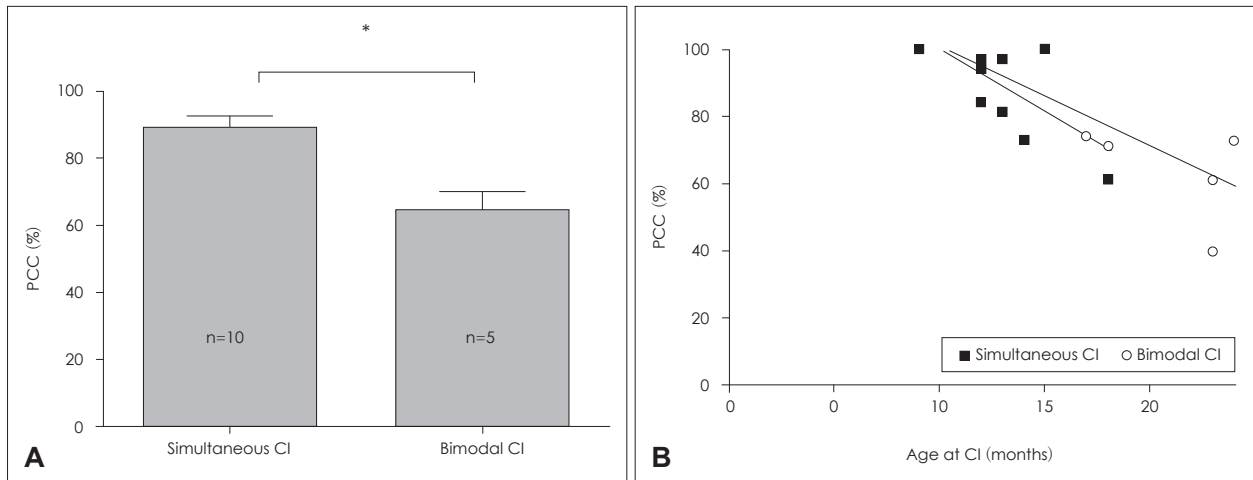 *
100
80
60
40
20
0
PCC (%)
n=10
n=5
Simultaneous CI
Bimodal CI
A
100
80
60
40
20
0
PCC (%)
Simultaneous CI
Bimodal CI
0
0
10
15
20
Age at CI (months)
B